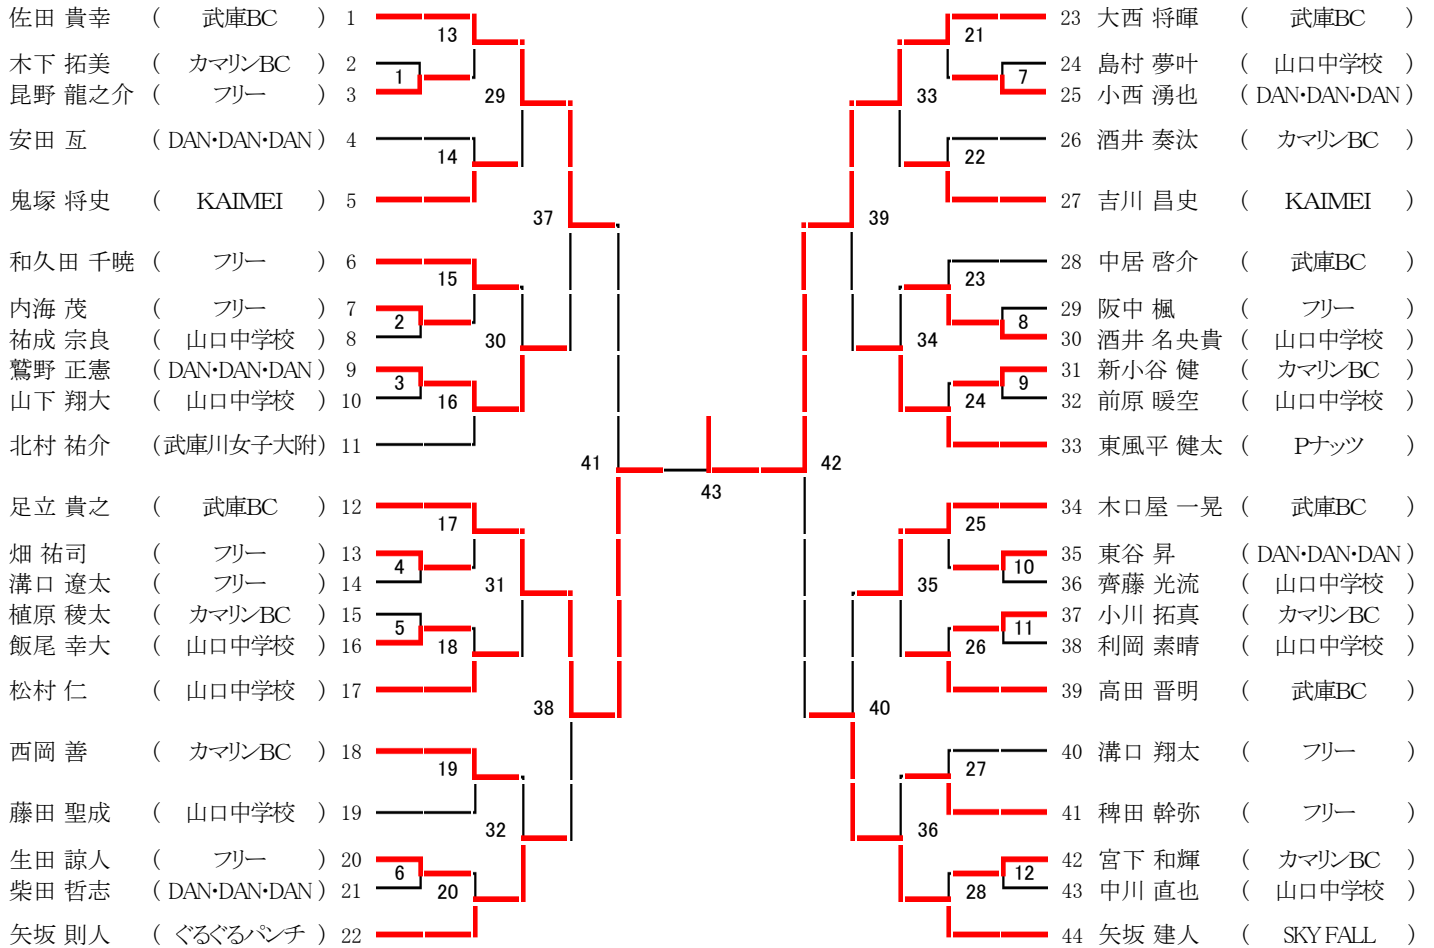 佐田 貴幸 ( 武庫BC ) 1
木下 拓美 ( カマリンBC ) 2
昆野 龍之介 ( フリー ) 3
安田 亙 ( DAN・DAN・DAN ) 4
鬼塚 将史 ( KAIMEI ) 5
和久田 千暁 ( フリー ) 6
内海 茂 ( フリー ) 7
祐成 宗良 ( 山口中学校 ) 8
鷲野 正憲 ( DAN・DAN・DAN ) 9
山下 翔大 ( 山口中学校 ) 10
北村 祐介 ( 武庫川女子大附 ) 11
足立 貴之 ( 武庫BC ) 12
畑 祐司 ( フリー ) 13
溝口 遼太 ( フリー ) 14
植原 稜太 ( カマリンBC ) 15
飯尾 幸大 ( 山口中学校 ) 16
松村 仁 ( 山口中学校 ) 17
西岡 善 ( カマリンBC ) 18
藤田 聖成 ( 山口中学校 ) 19
生田 諒人 ( フリー ) 20
柴田 哲志 ( DAN・DAN・DAN ) 21
矢坂 則人 ( ぐるぐるパンチ ) 22
13
1
29
14
37
15
2
30
3
16
41
17
4
31
5
18
38
19
32
6
20
43
21
7
33
22
39
23
8
34
9
24
42
25
10
35
11
26
40
27
36
12
28
23 大西 将暉 ( 武庫BC )
24 島村 夢叶 ( 山口中学校 )
25 小西 湧也 ( DAN・DAN・DAN )
26 酒井 奏汰 ( カマリンBC )
27 吉川 昌史 ( KAIMEI )
28 中居 啓介 ( 武庫BC )
29 阪中 楓 ( フリー )
30 酒井 名央貴 ( 山口中学校 )
31 新小谷 健 ( カマリンBC )
32 前原 暖空 ( 山口中学校 )
33 東風平 健太 ( Pナッツ )
34 木口屋 一晃 ( 武庫BC )
35 東谷 昇 ( DAN・DAN・DAN )
36 齊藤 光流 ( 山口中学校 )
37 小川 拓真 ( カマリンBC )
38 利岡 素晴 ( 山口中学校 )
39 高田 晋明 ( 武庫BC )
40 溝口 翔太 ( フリー )
41 稗田 幹弥 ( フリー )
42 宮下 和輝 ( カマリンBC )
43 中川 直也 ( 山口中学校 )
44 矢坂 建人 ( SKY FALL )